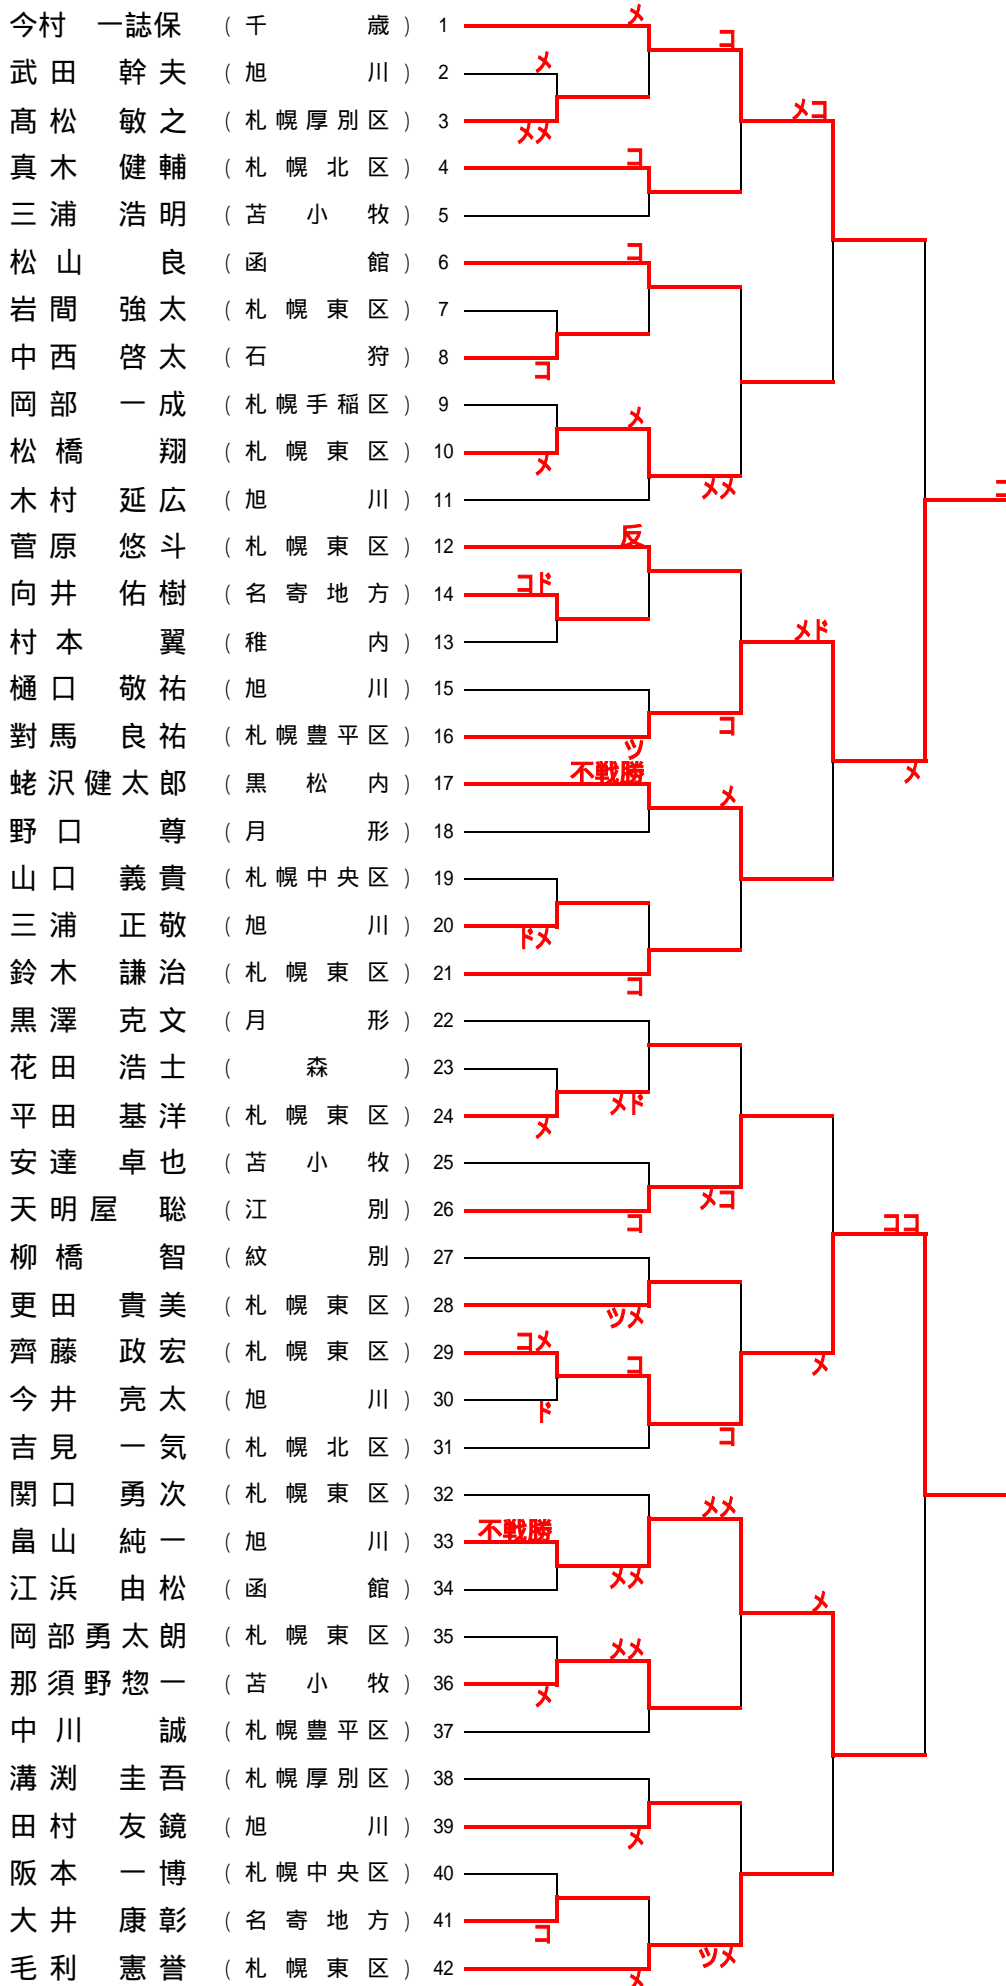 今村 一誌保 (千歳) 1 メ コ
武田 幹夫 (旭川) 2 メ
髙松 敏之 (札幌厚別区) 3 メメ メコ
真木 健輔 (札幌北区) 4 コ
三浦 浩明 (苫小牧) 5
松山 良 (函館) 6 コ
岩間 強太 (札幌東区) 7
中西 啓太 (石狩) 8 コ
岡部 一成 (札幌手稲区) 9 メ
松橋 翔 (札幌東区) 10 メ
木村 延広 (旭川) 11 メメ コ
菅原 悠斗 (札幌東区) 12 反
向井 佑樹 (名寄地方) 14 コド
村本 翼 (稚内) 13 メド
樋口 敬祐 (旭川) 15
對馬 良祐 (札幌豊平区) 16 ツ コ
蛯沢健太郎 (黒松内) 17 不戦勝 メ メ
野口 尊 (月形) 18
山口 義貴 (札幌中央区) 19
三浦 正敬 (旭川) 20 ドメ
鈴木 謙治 (札幌東区) 21 コ
黒澤 克文 (月形) 22
花田 浩士 (森) 23
平田 基洋 (札幌東区) 24 メ メド
安達 卓也 (苫小牧) 25
天明屋 聡 (江別) 26 コ メコ ココ
柳橋 智 (紋別) 27
更田 貴美 (札幌東区) 28 ツメ
齊藤 政宏 (札幌東区) 29 コメ コ メ
今井 亮太 (旭川) 30 ド
吉見 一気 (札幌北区) 31 コ
関口 勇次 (札幌東区) 32 メメ
畠山 純一 (旭川) 33 不戦勝
江浜 由松 (函館) 34 メメ メ
岡部勇太朗 (札幌東区) 35 メメ
那須野惣一 (苫小牧) 36 メ
中川 誠 (札幌豊平区) 37
溝渕 圭吾 (札幌厚別区) 38
田村 友鏡 (旭川) 39 メ
阪本 一博 (札幌中央区) 40
大井 康彰 (名寄地方) 41 コ
毛利 憲誉 (札幌東区) 42 メ ツメ